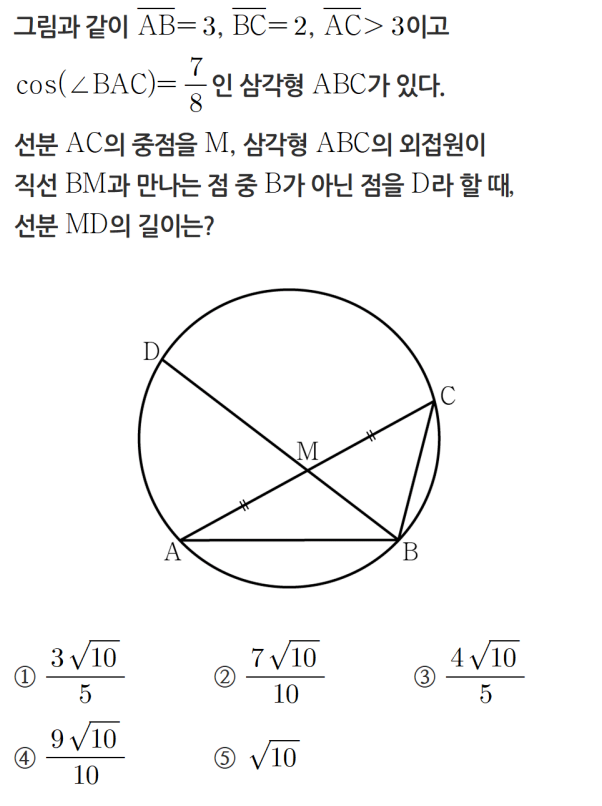 그림과 같이 $\overline{AB}=3$, $\overline{BC}=2$, $\overline{AC}>3$이고
$\cos(\angle BAC)=\dfrac{7}{8}$인 삼각형 ABC가 있다.
선분 AC의 중점을 M, 삼각형 ABC의 외접원이
직선 BM과 만나는 점 중 B가 아닌 점을 D라 할 때,
선분 MD의 길이는?
D
C
M
A
B
① $\dfrac{3\sqrt{10}}{5}$ ② $\dfrac{7\sqrt{10}}{10}$ ③ $\dfrac{4\sqrt{10}}{5}$
④ $\dfrac{9\sqrt{10}}{10}$ ⑤ $\sqrt{10}$